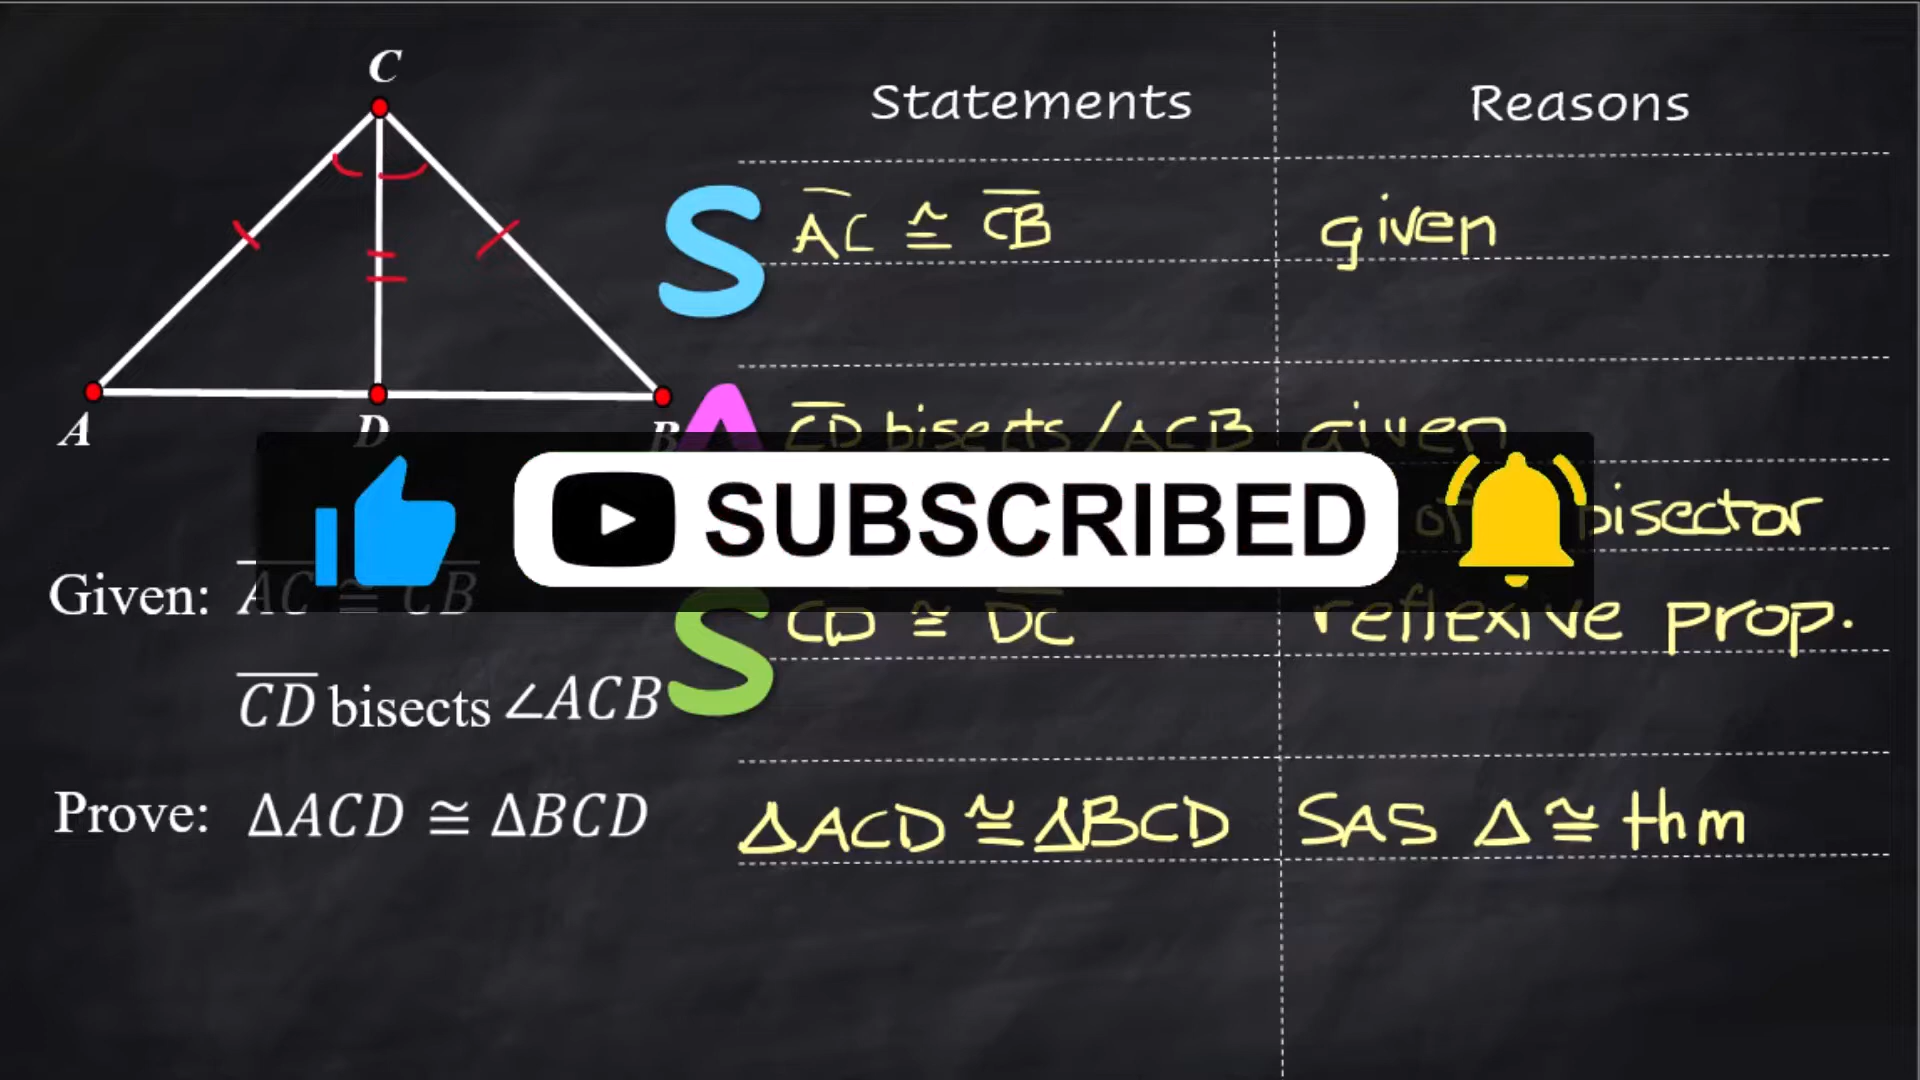 C
Statements Reasons
S AC ≅ CB given
A CD bisects ∠ACB given
A D B
SUBSCRIBED
of bisector
Given: AC ≅ CB
S CD ≅ DC reflexive prop.
CD bisects ∠ACB
Prove: ΔACD ≅ ΔBCD
ΔACD ≅ ΔBCD SAS Δ ≅ thm